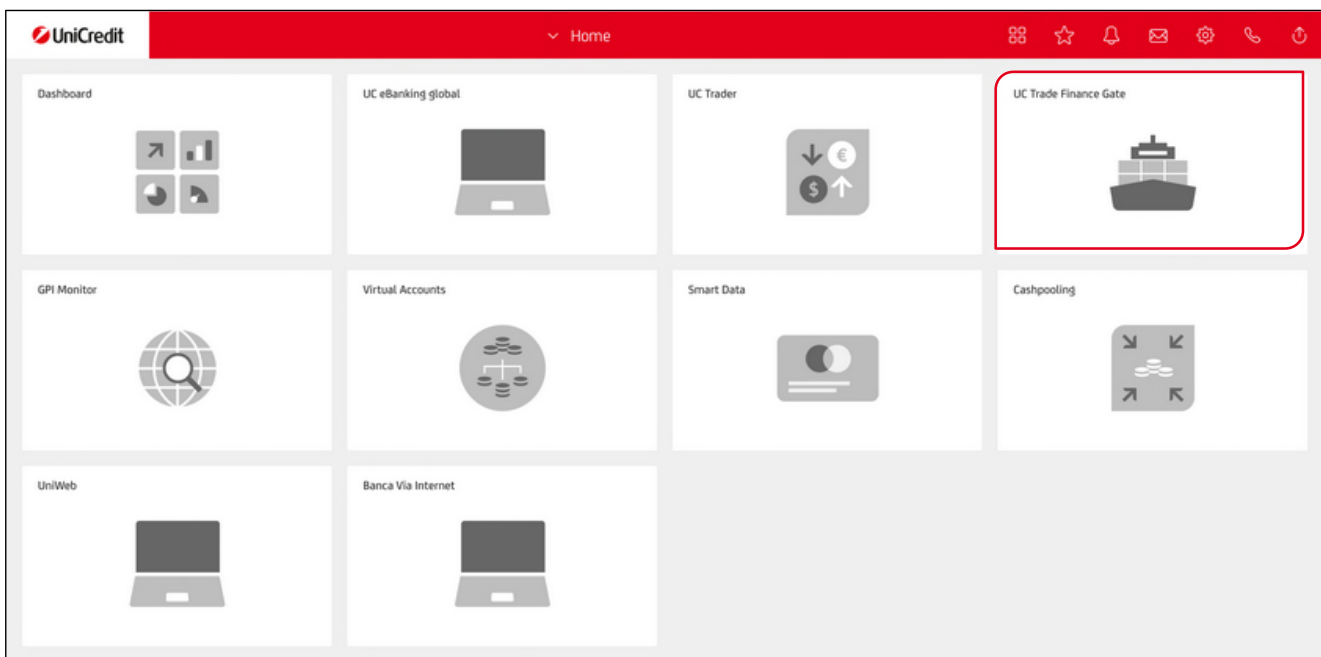 UniCredit
Home
Dashboard
UC eBanking global
UC Trader
UC Trade Finance Gate
€
$
GPI Monitor
Virtual Accounts
Smart Data
Cashpooling
UniWeb
Banca Via Internet